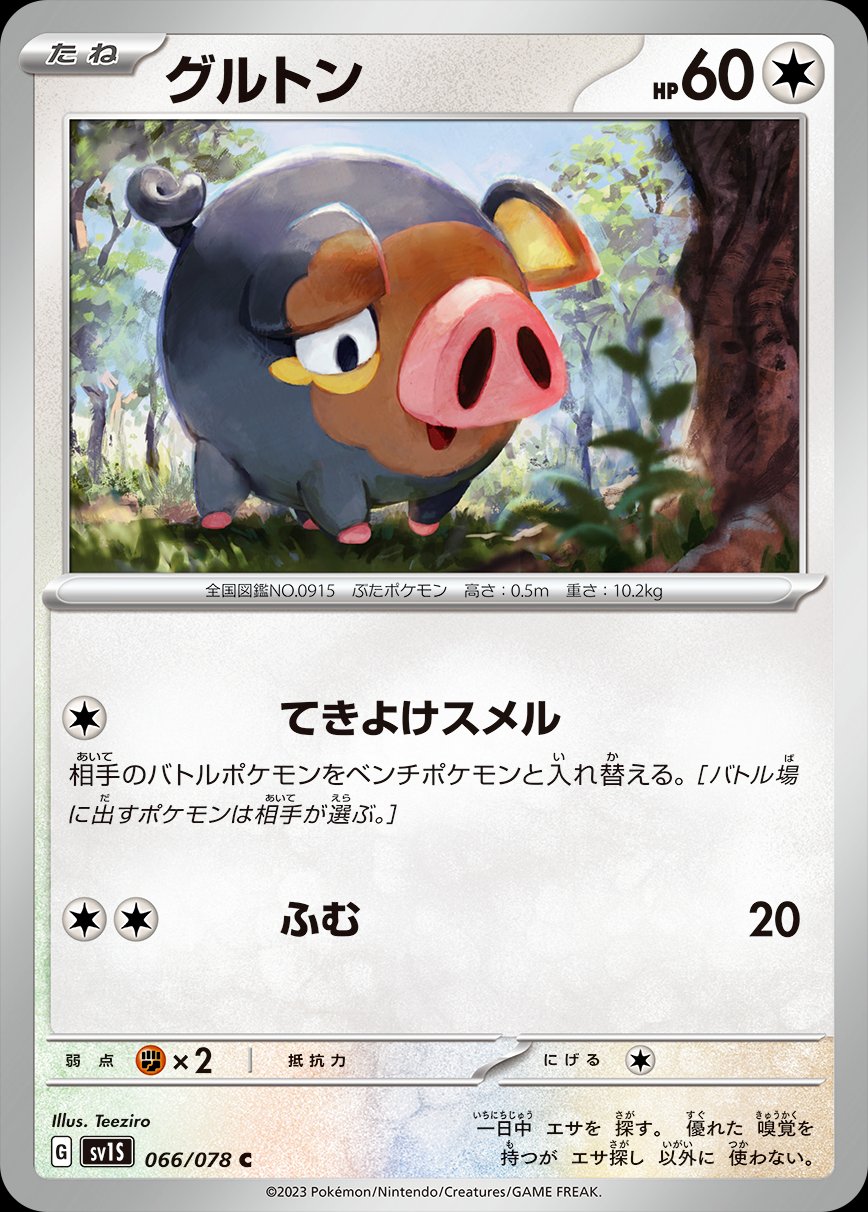 たね グルトン HP60
全国図鑑NO.0915 ぶたポケモン 高さ:0.5m 重さ:10.2kg
てきよけスメル
相手のバトルポケモンをベンチポケモンと入れ替える。[バトル場
に出すポケモンは相手が選ぶ。]
ふむ 20
弱点 ×2 抵抗力 にげる
Illus. Teeziro
G sv1S 066/078 C
一日中 エサを 探す。 優れた 嗅覚を
持つが エサ探し 以外に 使わない。
©2023 Pokémon/Nintendo/Creatures/GAME FREAK.